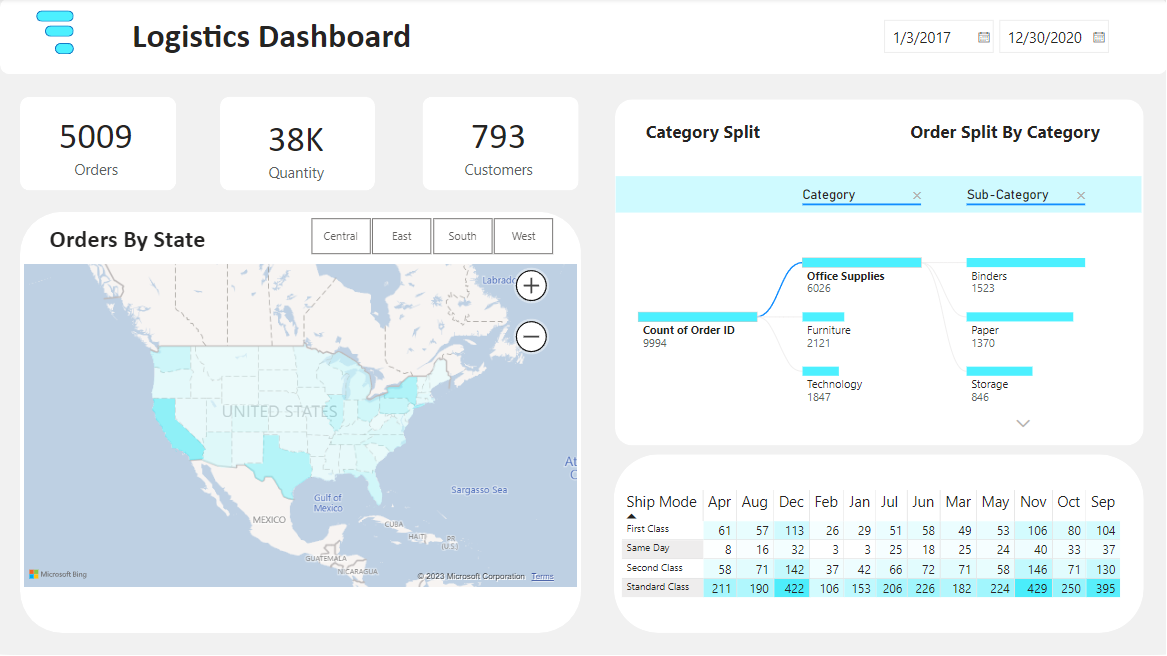 Logistics Dashboard
1/3/2017
12/30/2020
5009
Orders
38K
Quantity
793
Customers
Orders By State
Central
East
South
West
Labrado
UNITED STATES
Gulf of
Mexico
MEXICO
Sargasso Sea
CUBA
HAITI
PR
(U.S.)
GUATEMALA
NICARAGUA
At
Microsoft Bing
© 2023 Microsoft Corporation Terms
Category Split
Order Split By Category
Category
Sub-Category
Count of Order ID
9994
Office Supplies
6026
Furniture
2121
Technology
1847
Binders
1523
Paper
1370
Storage
846
Ship Mode Apr Aug Dec Feb Jan Jul Jun Mar May Nov Oct Sep
First Class 61 57 113 26 29 51 58 49 53 106 80 104
Same Day 8 16 32 3 3 25 18 25 24 40 33 37
Second Class 58 71 142 37 42 66 72 71 58 146 71 130
Standard Class 211 190 422 106 153 206 226 182 224 429 250 395